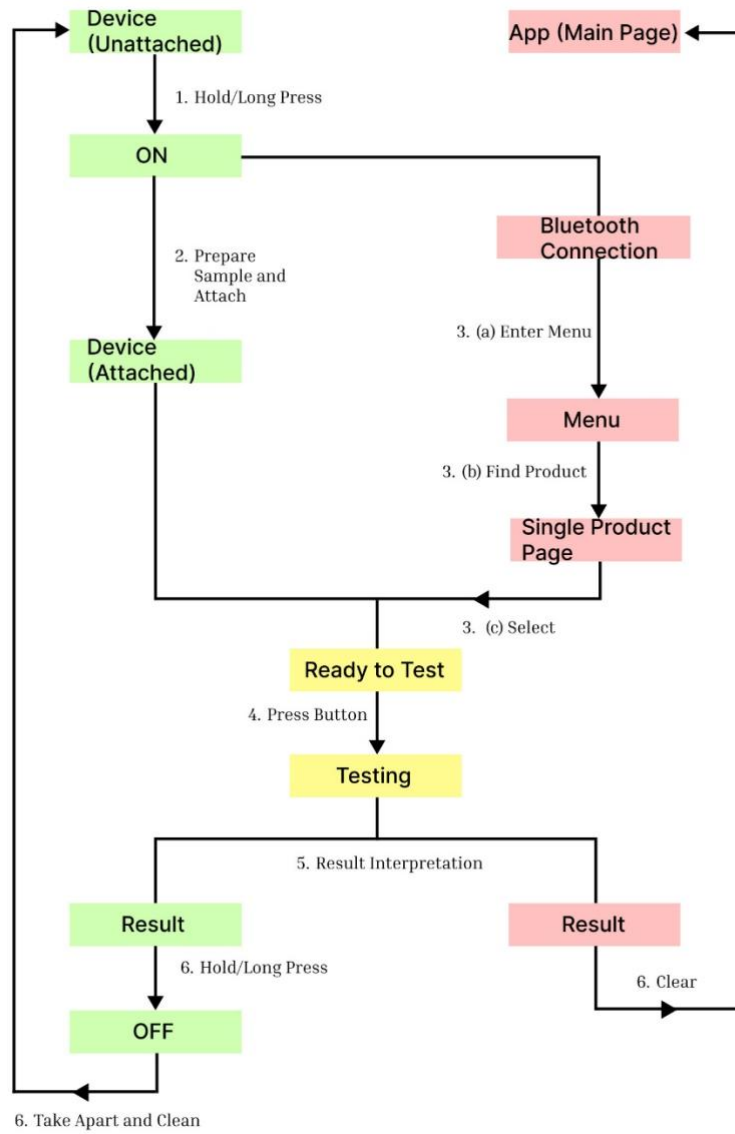 Device
(Unattached)
App (Main Page)
1. Hold/Long Press
ON
Bluetooth
Connection
2. Prepare
Sample and
Attach
3. (a) Enter Menu
Device
(Attached)
Menu
3. (b) Find Product
Single Product
Page
3. (c) Select
Ready to Test
4. Press Button
Testing
5. Result Interpretation
Result
Result
6. Hold/Long Press
6. Clear
OFF
6. Take Apart and Clean